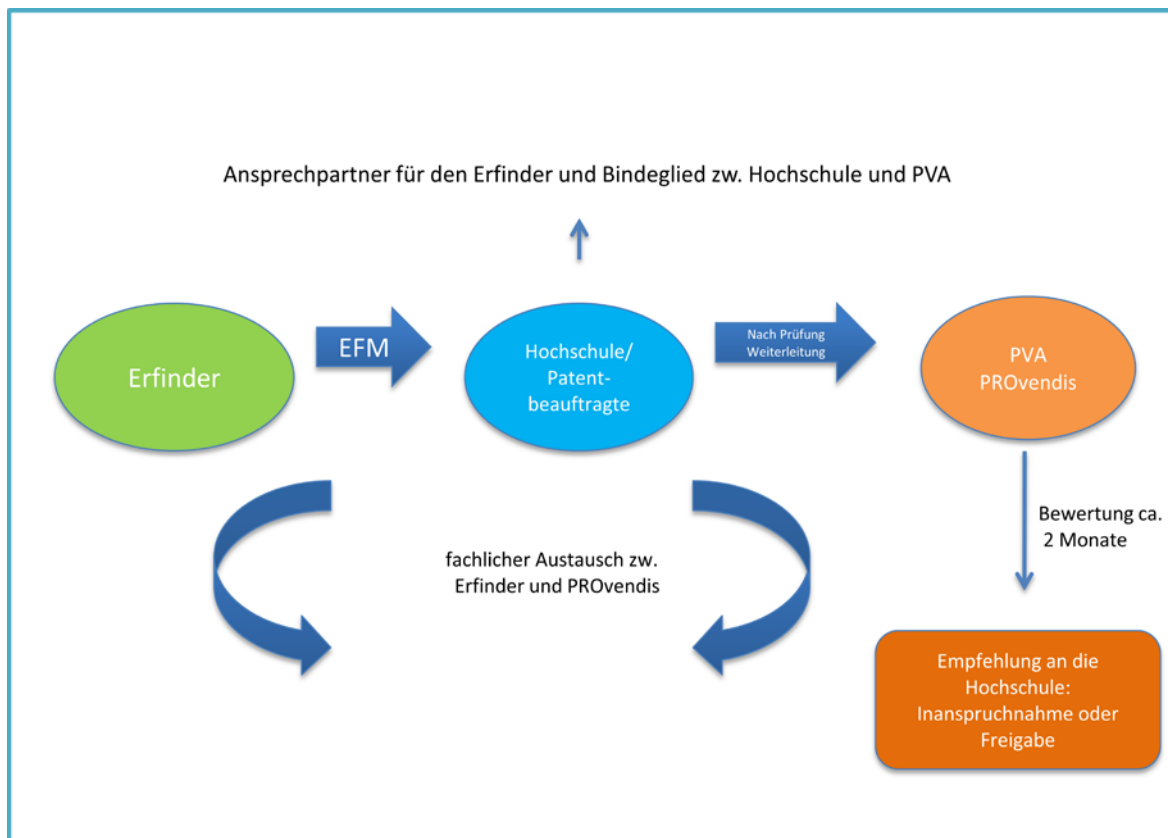 Ansprechpartner für den Erfinder und Bindeglied zw. Hochschule und PVA
Erfinder
EFM
Hochschule/
Patent-
beauftragte
Nach Prüfung
Weiterleitung
PVA
PROvendis
fachlicher Austausch zw.
Erfinder und PROvendis
Bewertung ca.
2 Monate
Empfehlung an die
Hochschule:
Inanspruchnahme oder
Freigabe